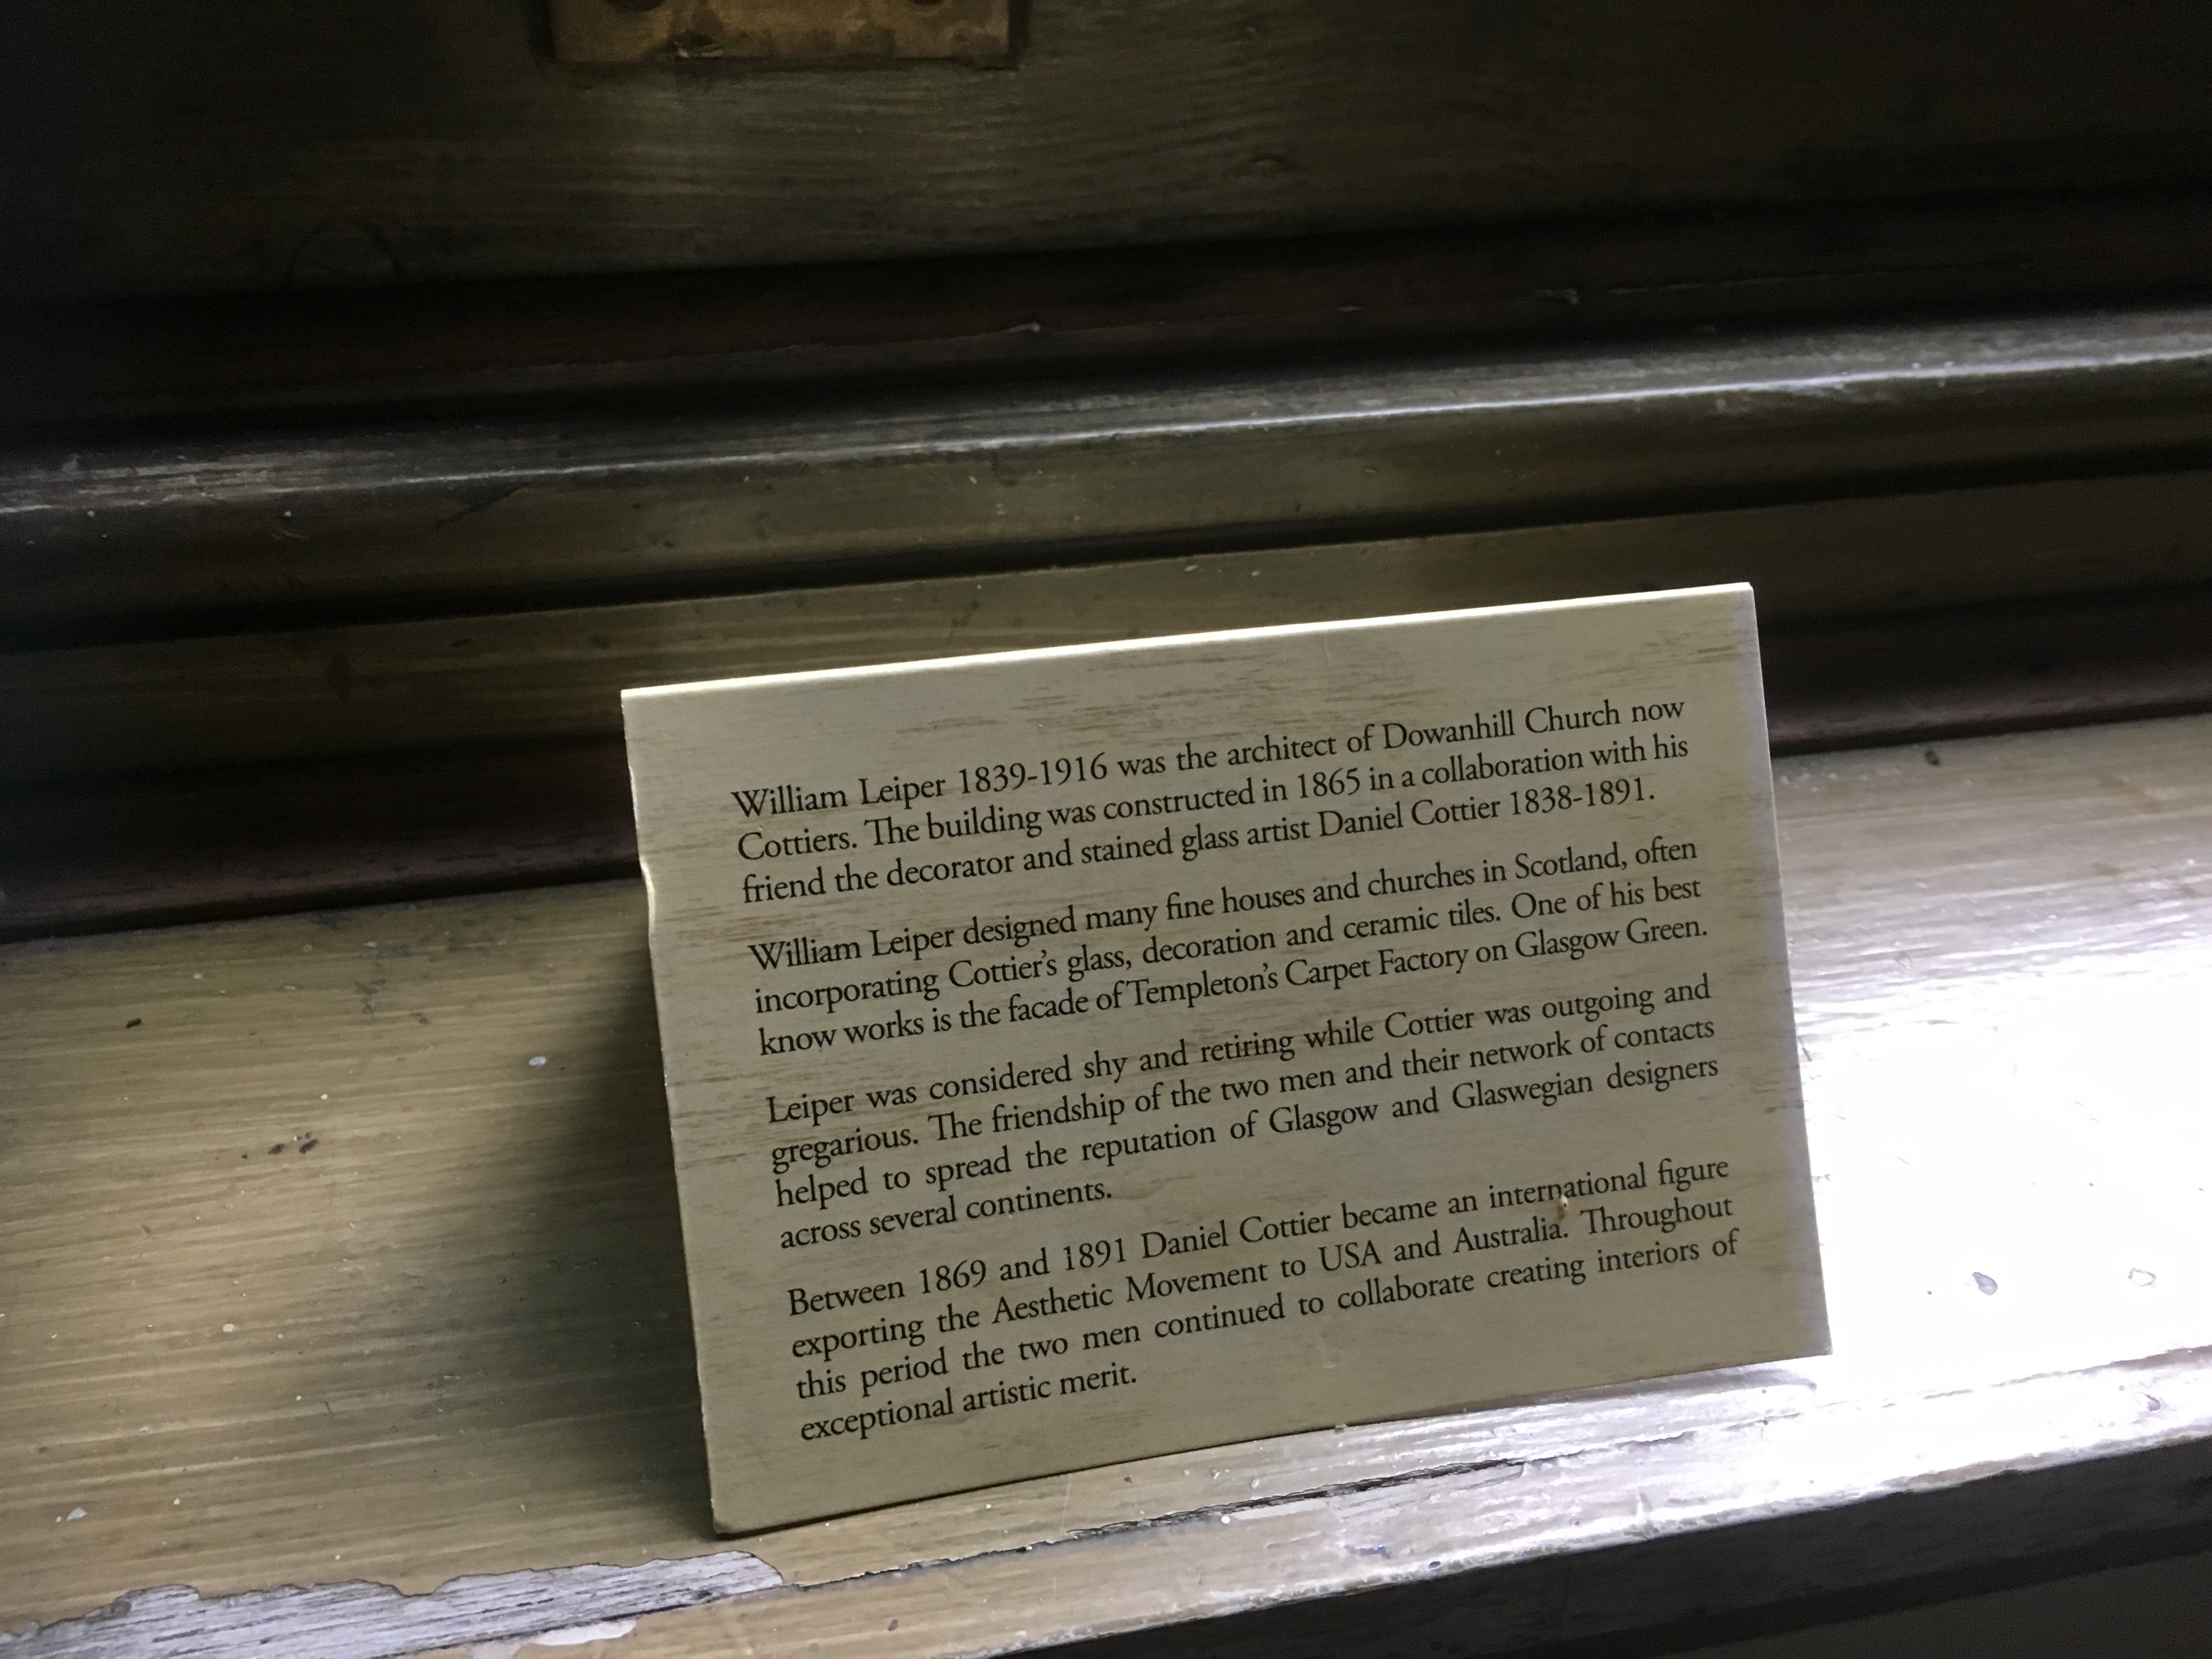 William Leiper 1839-1916 was the architect of Dowanhill Church now
Cottiers. The building was constructed in 1865 in a collaboration with his
friend the decorator and stained glass artist Daniel Cottier 1838-1891.
William Leiper designed many fine houses and churches in Scotland, often
incorporating Cottier's glass, decoration and ceramic tiles. One of his best
know works is the facade of Templeton's Carpet Factory on Glasgow Green.
Leiper was considered shy and retiring while Cottier was outgoing and
gregarious. The friendship of the two men and their network of contacts
helped to spread the reputation of Glasgow and Glaswegian designers
across several continents.
Between 1869 and 1891 Daniel Cottier became an international figure
exporting the Aesthetic Movement to USA and Australia. Throughout
this period the two men continued to collaborate creating interiors of
exceptional artistic merit.